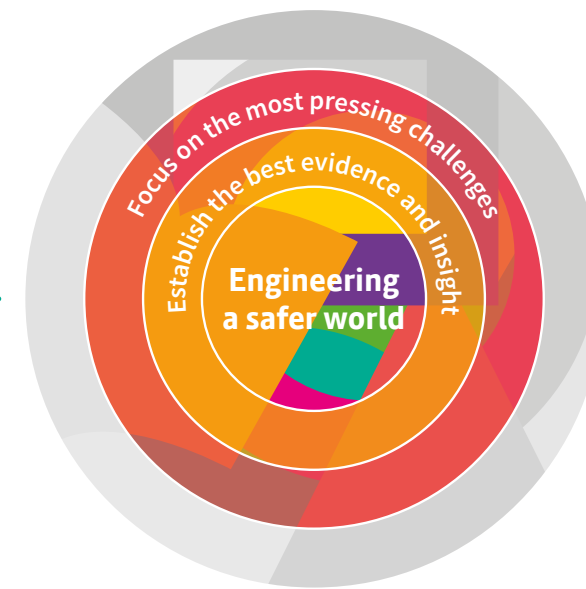 Focus on the most pressing challenges
Establish the best evidence and insight
Engineering
a safer world